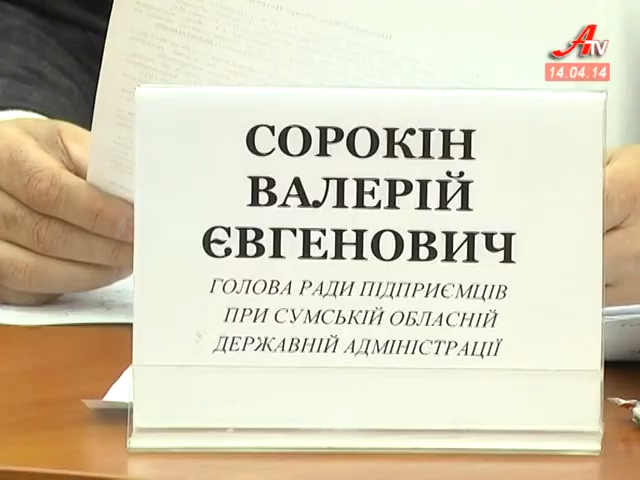 ATV
14.04.14
СОРОКІН
ВАЛЕРІЙ
ЄВГЕНОВИЧ
ГОЛОВА РАДИ ПІДПРИЄМЦІВ
ПРИ СУМСЬКІЙ ОБЛАСНІЙ
ДЕРЖАВНІЙ АДМІНІСТРАЦІЇ